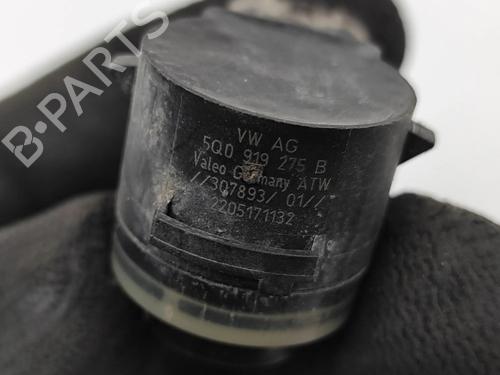 VW AG
5Q0 919 275 B
Valeo Germany ATW
//307893/ 01//
2205171132
B-PARTS